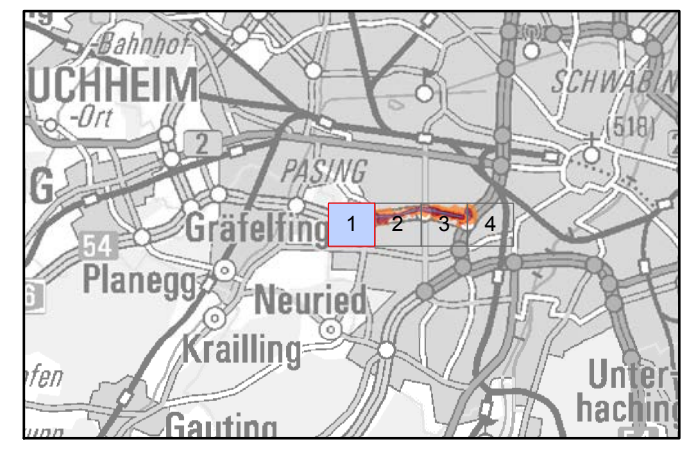 Bahnhof-
UCHHEIM
-Ort
SCHWABIN
(518)
2
PASING
G
Gräfelfing
1 2 3 4
54
Planegg
Neuried
Krailling
fen
Unter-
haching
Gauting